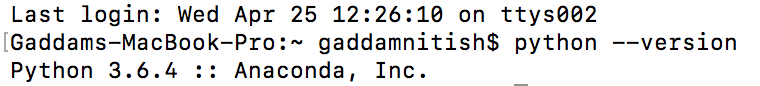 Last login: Wed Apr 25 12:26:10 on ttys002
[Gaddams-MacBook-Pro:~ gaddamnitish$ python --version
Python 3.6.4 :: Anaconda, Inc.